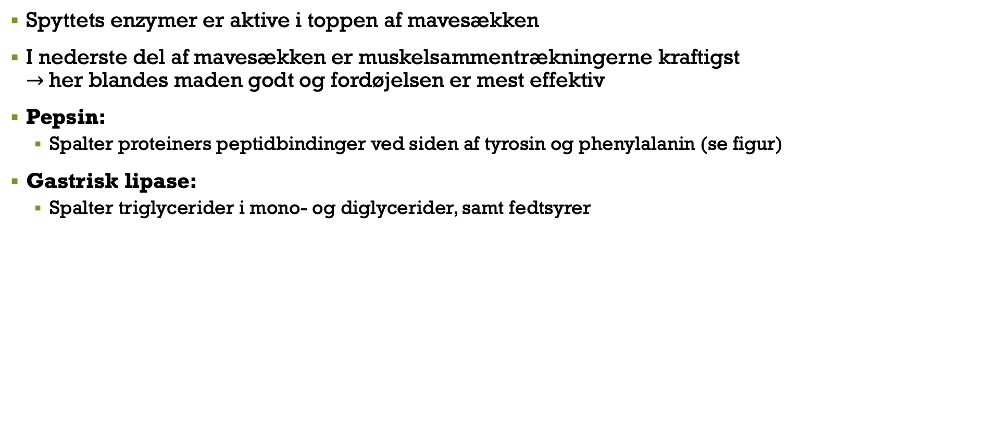 ▪ Spyttets enzymer er aktive i toppen af mavesækken
▪ I nederste del af mavesækken er muskelsammentrækningerne kraftigst
→ her blandes maden godt og fordøjelsen er mest effektiv
▪ Pepsin:
▪ Spalter proteiners peptidbindinger ved siden af tyrosin og phenylalanin (se figur)
▪ Gastrisk lipase:
▪ Spalter triglycerider i mono- og diglycerider, samt fedtsyrer